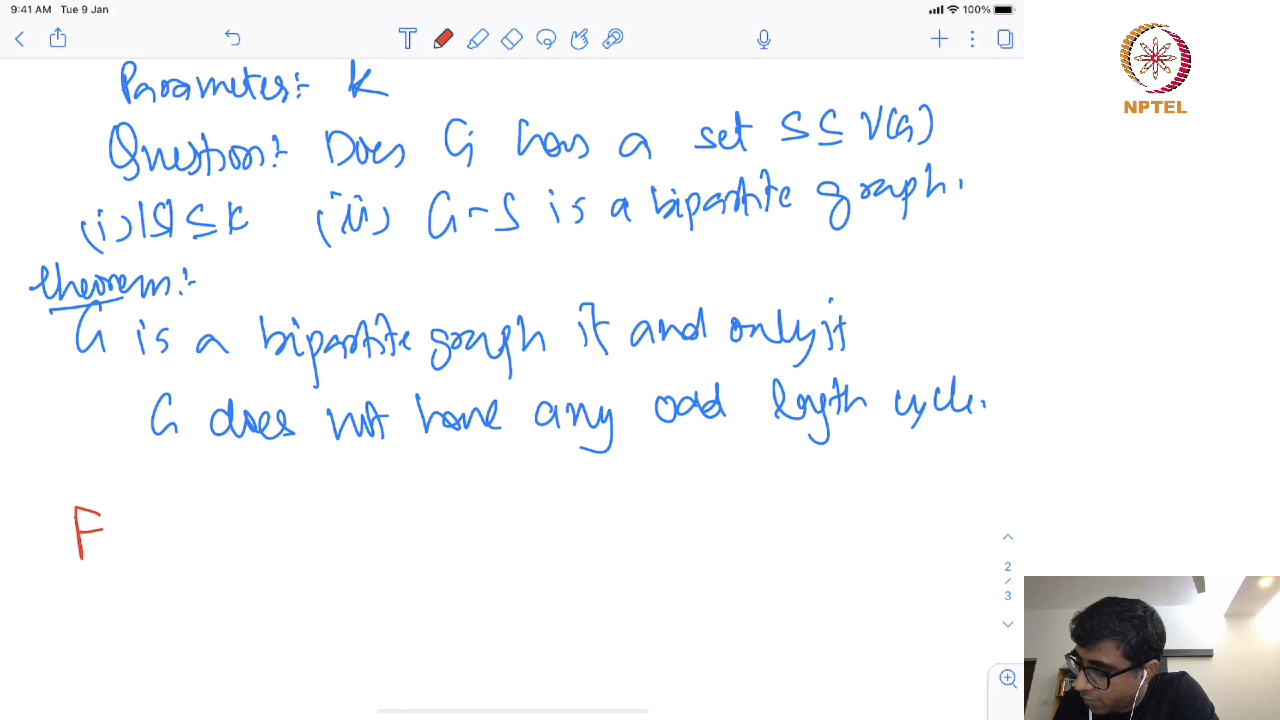 9:41 AM Tue 9 Jan
100%
T
NPTEL
Parameter:- k
Question:- Does G has a set S ⊆ V(G)
(i) |S| ≤ k (ii) G-S is a bipartite graph.
theorem:-
G is a bipartite graph if and only if
G does not have any odd length cycle.
F
2
/
3